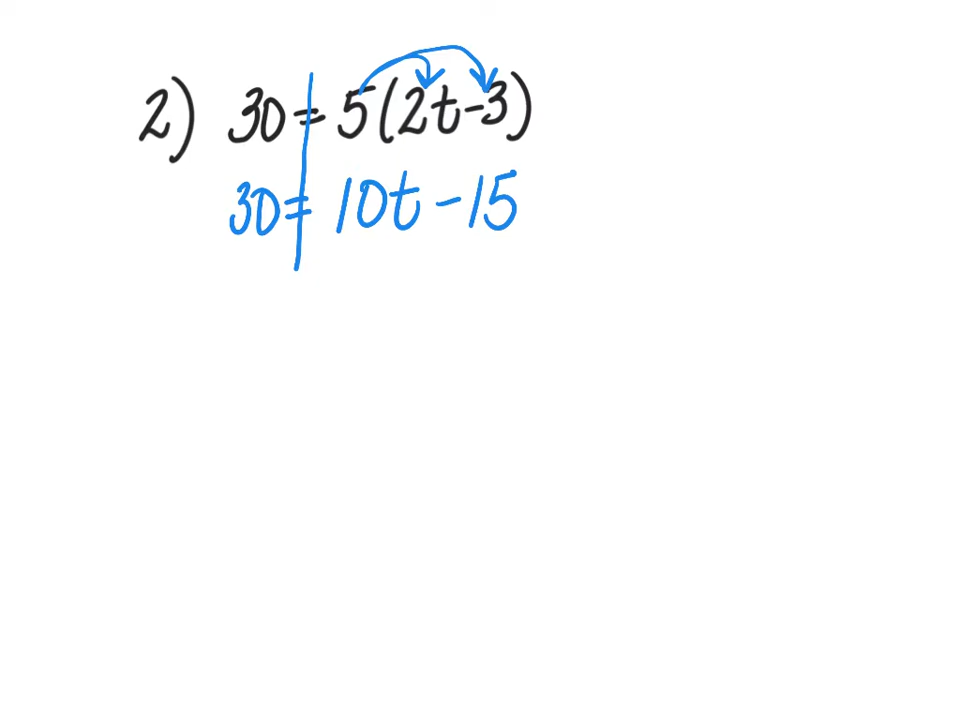 2) 30 = 5(2t-3)
30 = 10t - 15